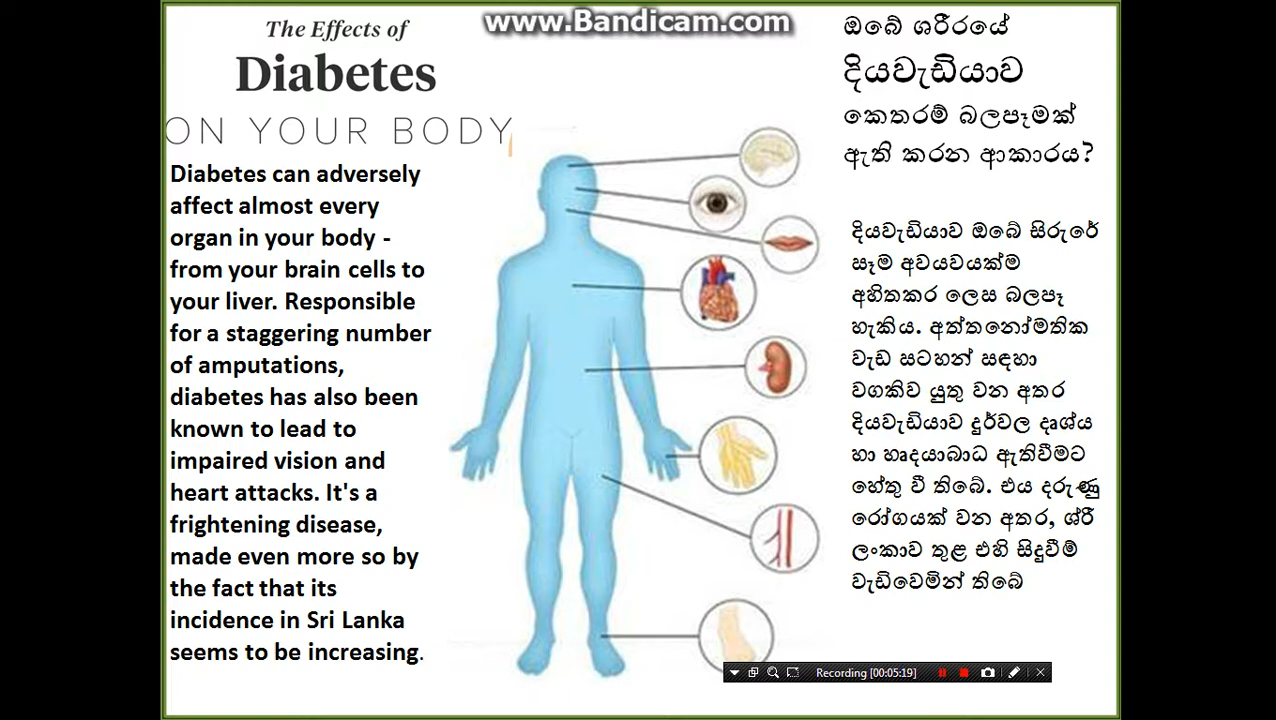 www.Bandicam.com
The Effects of
Diabetes
ON YOUR BODY
Diabetes can adversely
affect almost every
organ in your body -
from your brain cells to
your liver. Responsible
for a staggering number
of amputations,
diabetes has also been
known to lead to
impaired vision and
heart attacks. It's a
frightening disease,
made even more so by
the fact that its
incidence in Sri Lanka
seems to be increasing.
ඔබේ ශරීරයේ
දියවැඩියාව
කෙතරම් බලපෑමක්
ඇති කරන ආකාරය?
දියවැඩියාව ඔබේ සිරුරේ
සෑම අවයවයක්ම
අහිතකර ලෙස බලපෑ
හැකිය. අත්තනෝමතික
වැඩ සටහන් සඳහා
වගකිව යුතු වන අතර
දියවැඩියාව දුර්වල දෘශ්ය
හා හෘදයාබාධ ඇතිවීමට
හේතු වී තිබේ. එය දරුණු
රෝගයක් වන අතර, ශ්රී
ලංකාව තුළ එහි සිදුවීම්
වැඩිවෙමින් තිබේ
Recording [00:05:19]